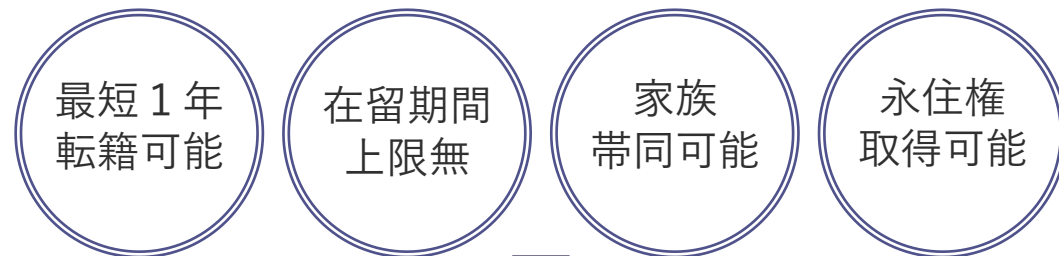 最短１年
転籍可能
在留期間
上限無
家族
帯同可能
永住権
取得可能